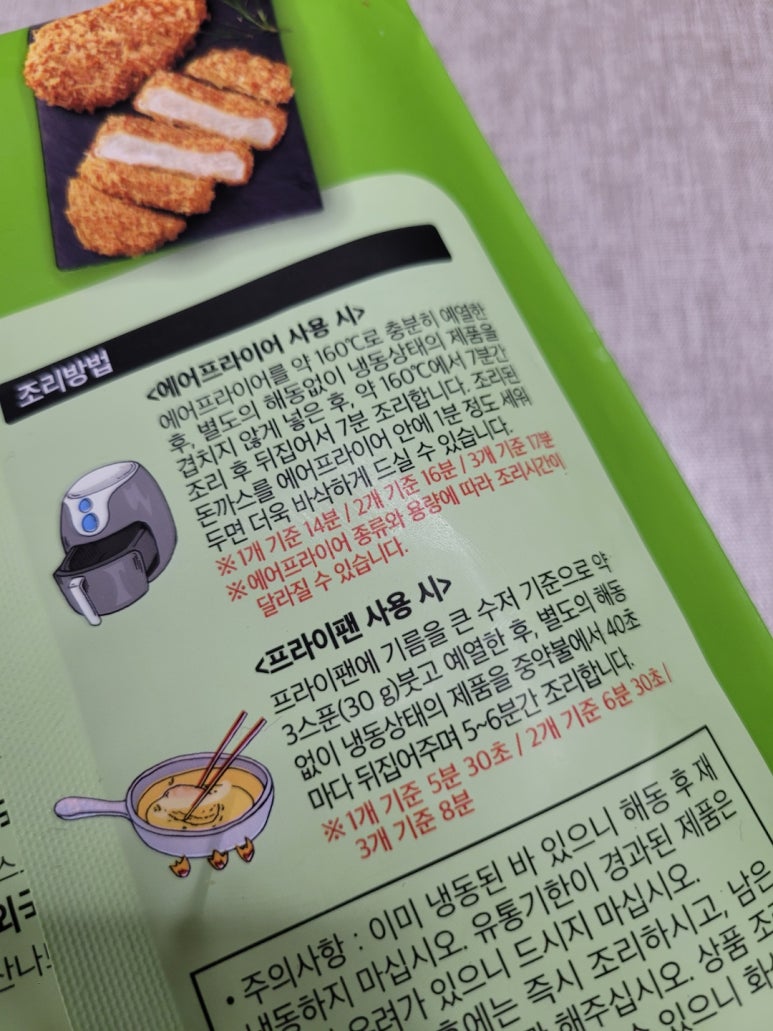 조리방법
<에어프라이어 사용 시>
에어프라이어를 약 160℃로 충분히 예열한
후, 별도의 해동없이 냉동상태의 제품을
겹치지 않게 넣은 후, 약 160℃에서 7분간
조리 후 뒤집어서 7분 조리합니다. 조리된
돈까스를 에어프라이어 안에 1분 정도 세워
두면 더욱 바삭하게 드실 수 있습니다.
※ 1개 기준 14분 / 2개 기준 16분 / 3개 기준 17분
※ 에어프라이어 종류와 용량에 따라 조리시간이
달라질 수 있습니다.
<프라이팬 사용 시>
프라이팬에 기름을 큰 수저 기준으로 약
3스푼(30 g)붓고 예열한 후, 별도의 해동
없이 냉동상태의 제품을 중약불에서 40초
마다 뒤집어주며 5~6분간 조리합니다.
※ 1개 기준 5분 30초 / 2개 기준 6분 30초 /
3개 기준 8분
• 주의사항 : 이미 냉동된 바 있으니 해동 후 재
냉동하지 마십시오. 유통기한이 경과된 제품은
우려가 있으니 드시지 마십시오.
후에는 즉시 조리하시고, 남은
해주십시오. 상품
수 있으니